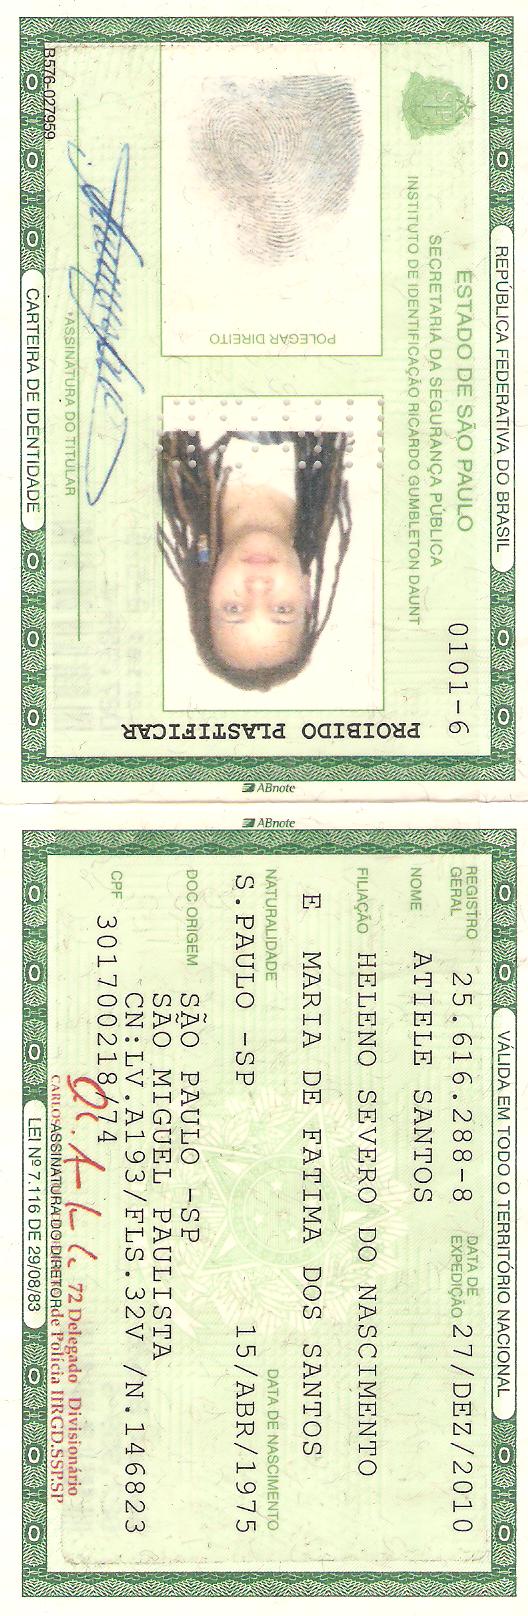 REPÚBLICA FEDERATIVA DO BRASIL
ESTADO DE SÃO PAULO
SECRETARIA DA SEGURANÇA PÚBLICA
INSTITUTO DE IDENTIFICAÇÃO RICARDO GUMBLETON DAUNT
0101-6
POLEGAR DIREITO
PROIBIDO PLASTIFICAR
ASSINATURA DO TITULAR
B576-027959
CARTEIRA DE IDENTIDADE
ABnote
ABnote
VÁLIDA EM TODO O TERRITÓRIO NACIONAL
REGISTRO GERAL 25.616.288-8 DATA DE EXPEDIÇÃO 27/DEZ/2010
NOME ATIELE SANTOS
FILIAÇÃO HELENO SEVERO DO NASCIMENTO
E MARIA DE FATIMA DOS SANTOS
NATURALIDADE DATA DE NASCIMENTO
S.PAULO -SP 15/ABR/1975
DOC ORIGEM SÃO PAULO -SP
SÃO MIGUEL PAULISTA
CN:LV.A193/FLS.32V /N.146823
CPF 301700218/74
72 Delegado Divisionário
CARLOS de Polícia IIRGD.SSP.SP
ASSINATURA DO DIRETOR
LEI Nº 7.116 DE 29/08/83